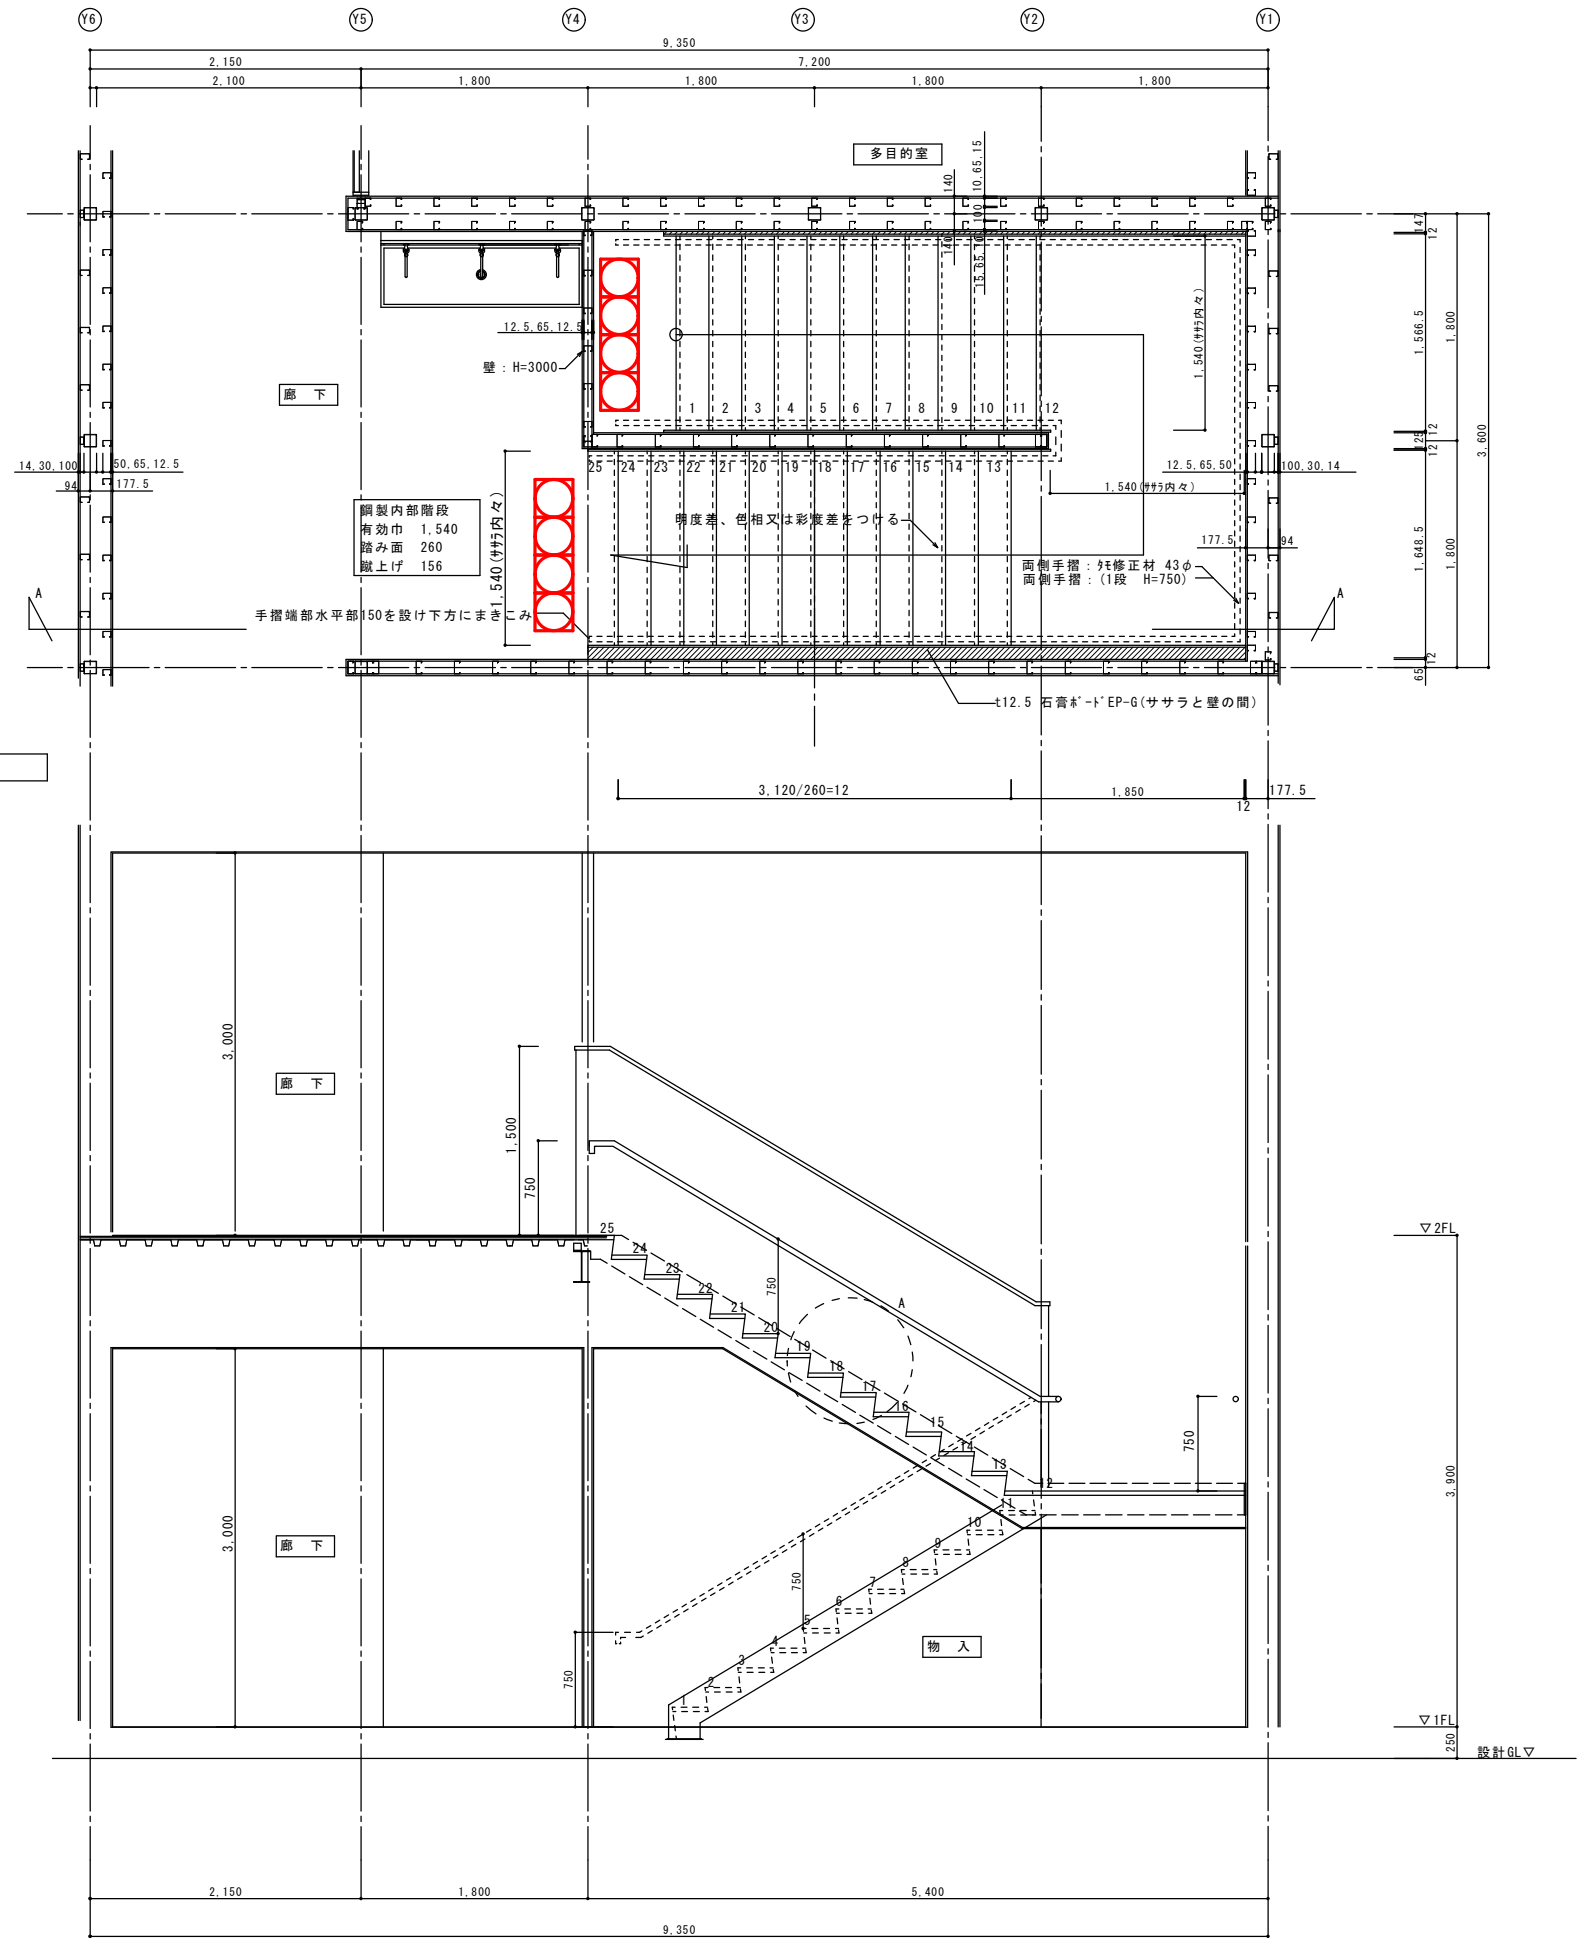 Y6 Y5 Y4 Y3 Y2 Y1
9,350
2,150 7,200
2,100 1,800 1,800 1,800 1,800
多目的室
140
10,65,15
100
140
15,65,10
147
12
12.5,65,12.5
壁：H=3000
1,540(ｻｻﾗ内々)
1,566.5
1,800
廊　下
1 2 3 4 5 6 7 8 9 10 11 12
12
125
12
3,600
25 24 23 22 21 20 19 18 17 16 15 14 13
14,30,100
50,65,12.5
12.5,65,50
100,30,14
94
177.5
1,540(ｻｻﾗ内々)
鋼製内部階段
有効巾　1,540
踏み面　260
蹴上げ　156
1,540(ｻｻﾗ内々)
明度差、色相又は彩度差をつける
177.5
94
1,648.5
1,800
両側手摺：ﾀﾓ修正材 43φ
両側手摺：(1段　H=750)
A
A
手摺端部水平部150を設け下方にまきこみ
12
65
t12.5 石膏ﾎﾞｰﾄﾞEP-G(ササラと壁の間)
3,120/260=12
1,850
177.5
12
3,000
廊　下
1,500
750
25
▽2FL
24
23
22
21
20
19
18
17
16
15
14
13
12
11
10
9
8
7
6
5
4
3
2
1
750
A
750
3,900
3,000
廊　下
750
物　入
750
▽1FL
250
設計GL▽
2,150 1,800 5,400
9,350